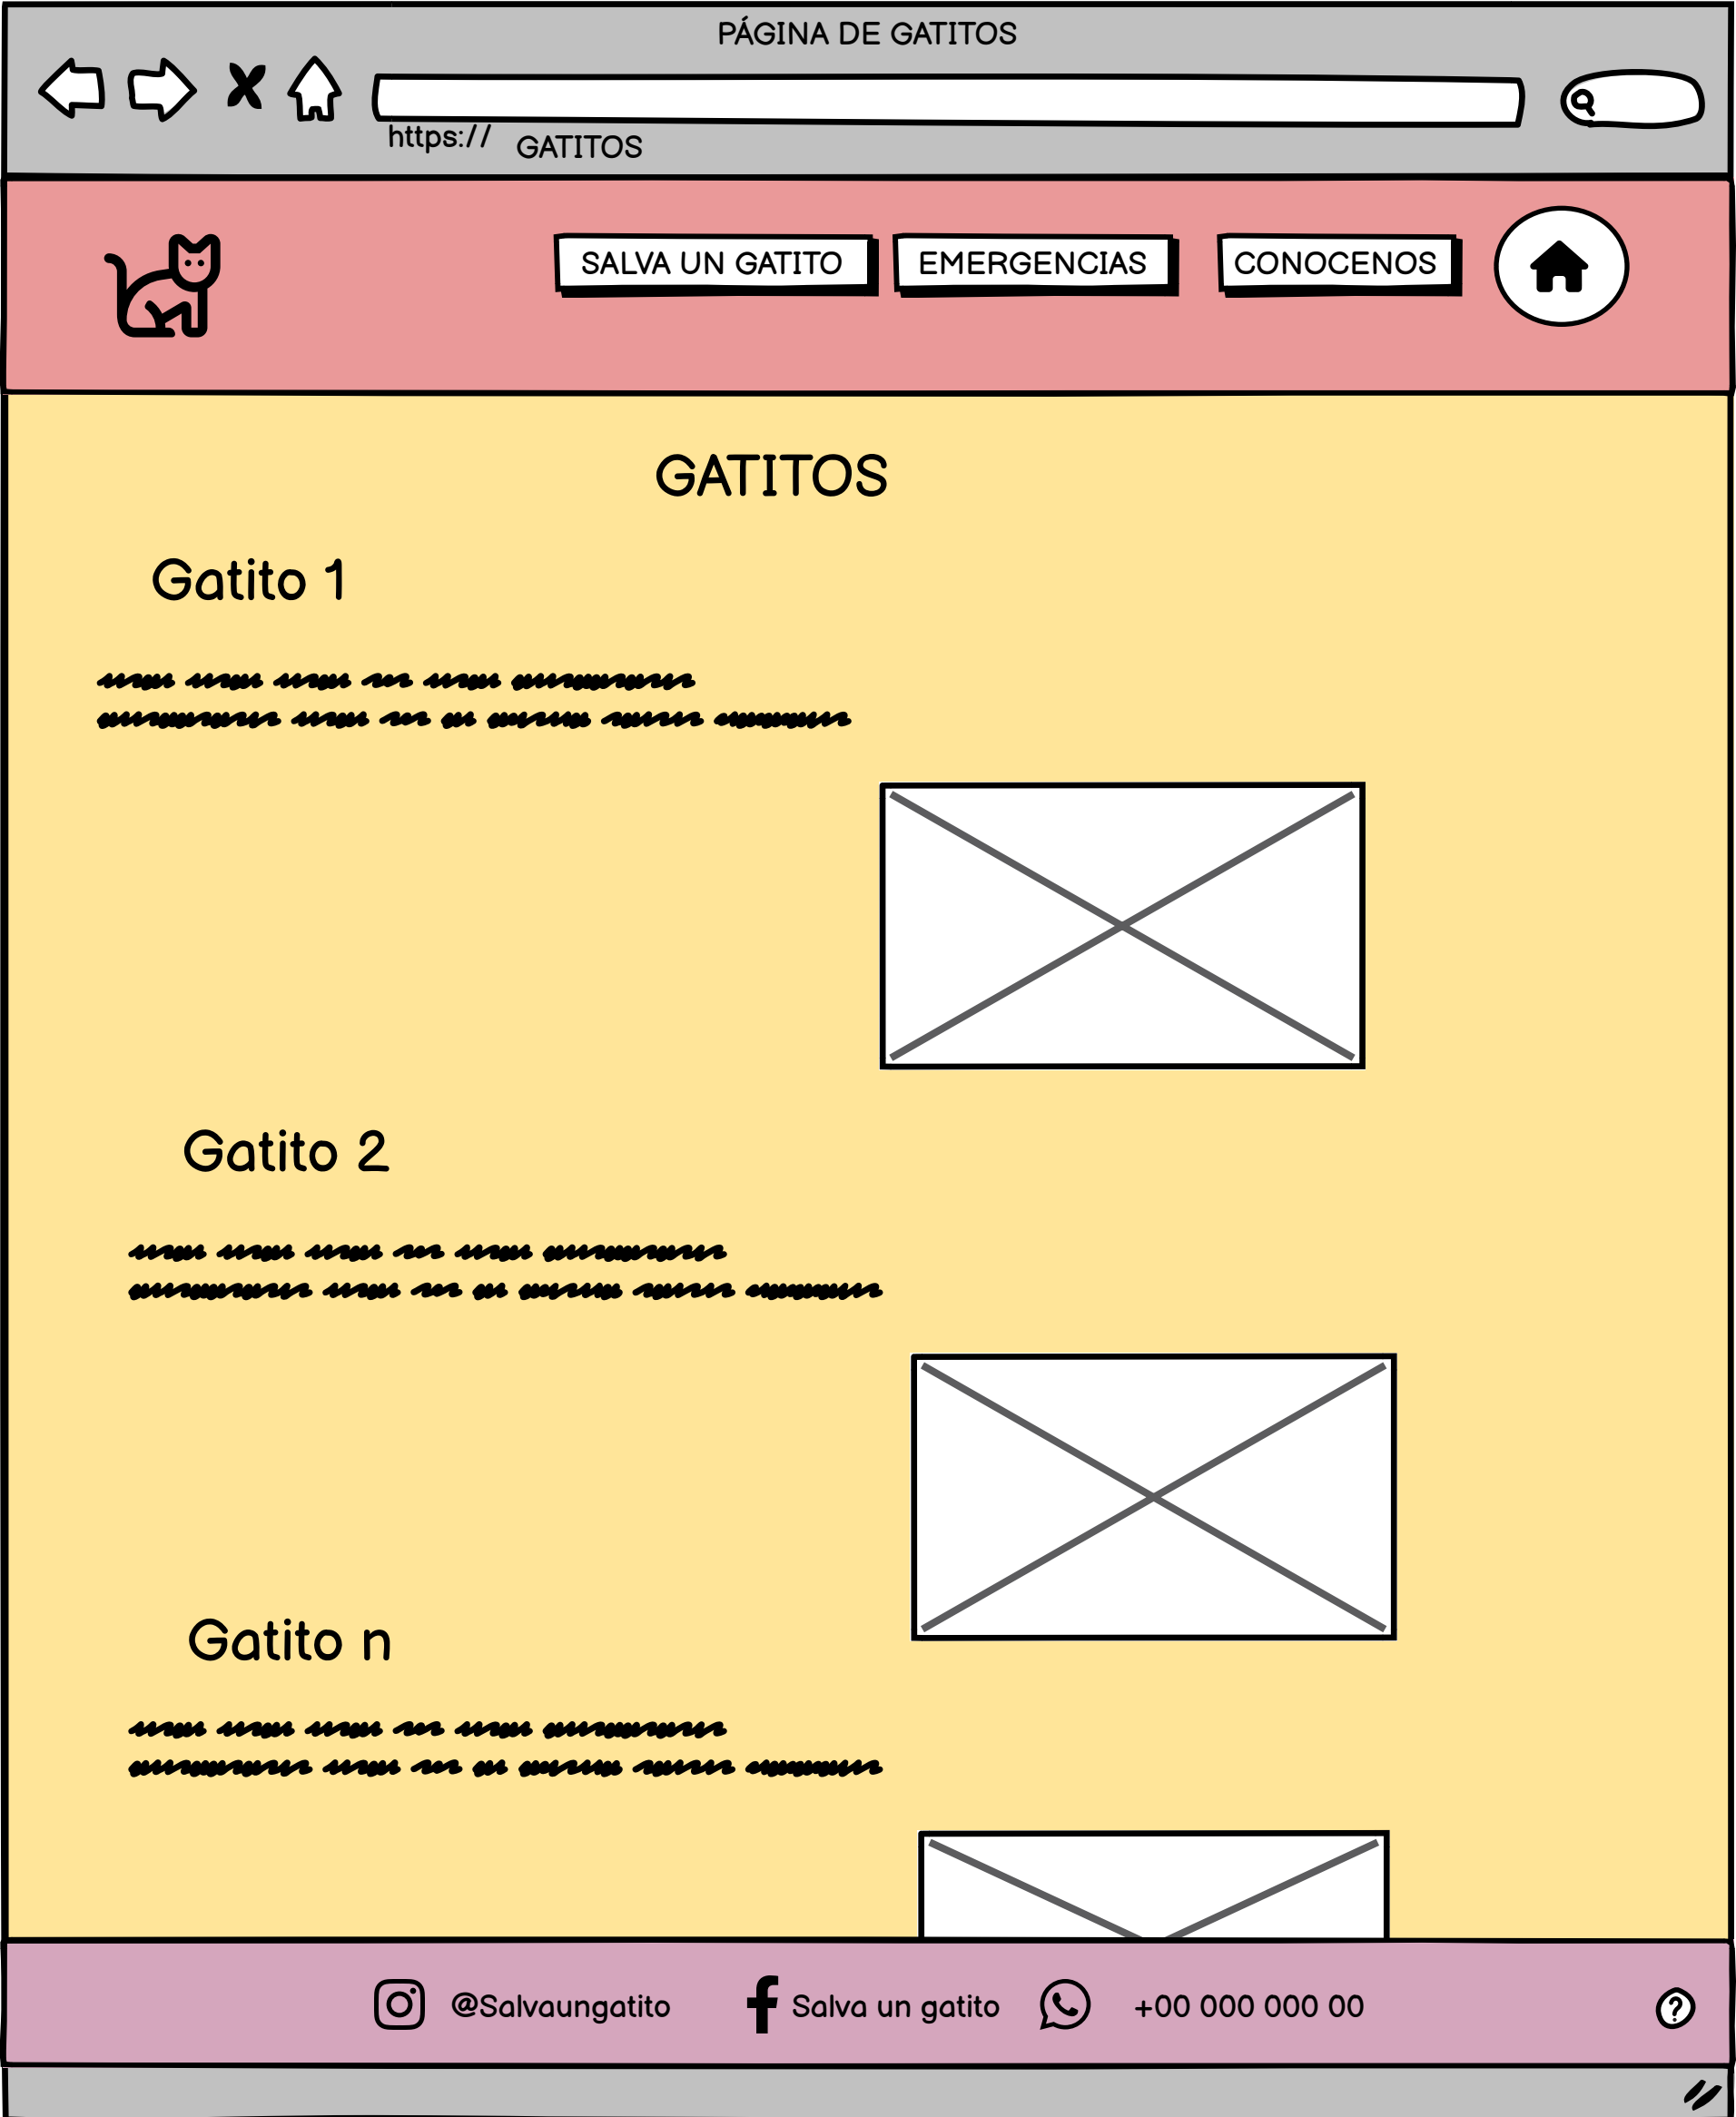 PÁGINA DE GATITOS
https://
GATITOS
SALVA UN GATITO
EMERGENCIAS
CONOCENOS
GATITOS
Gatito 1
Gatito 2
Gatito n
@Salvaungatito
Salva un gatito
+00 000 000 00
?